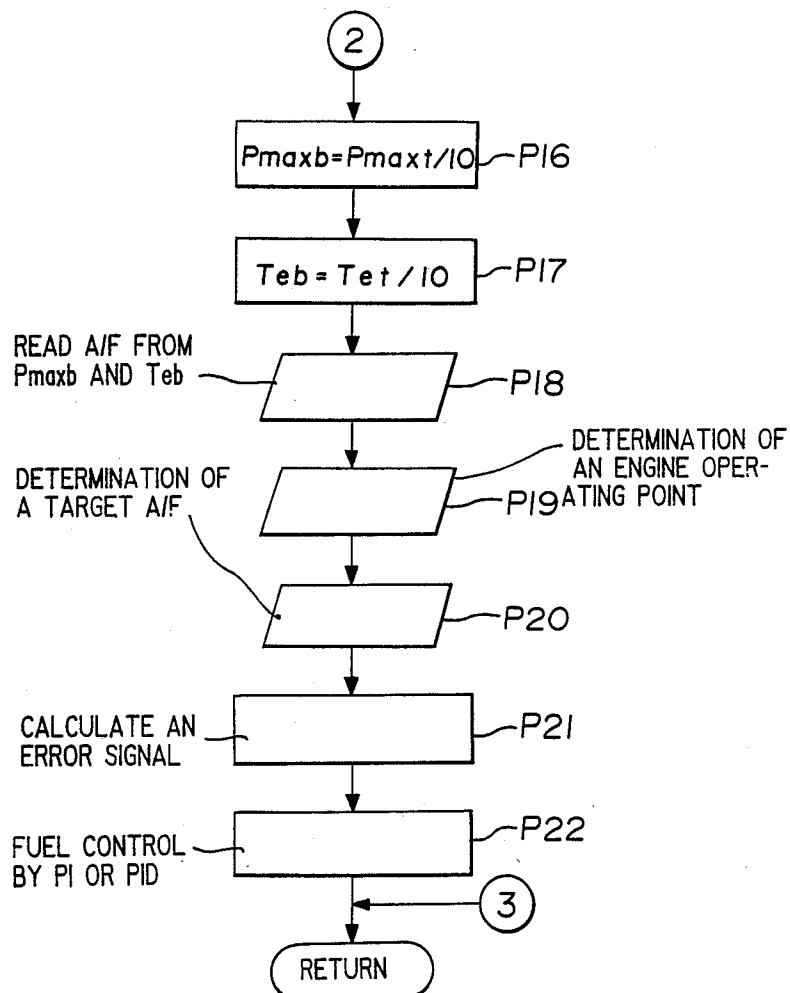 2
Pmaxb=Pmaxt/10
P16
Teb=Tet/10
P17
READ A/F FROM
Pmaxb AND Teb
P18
DETERMINATION OF
AN ENGINE OPER-
ATING POINT
P19
DETERMINATION OF
A TARGET A/F
P20
CALCULATE AN
ERROR SIGNAL
P21
FUEL CONTROL
BY PI OR PID
P22
3
RETURN